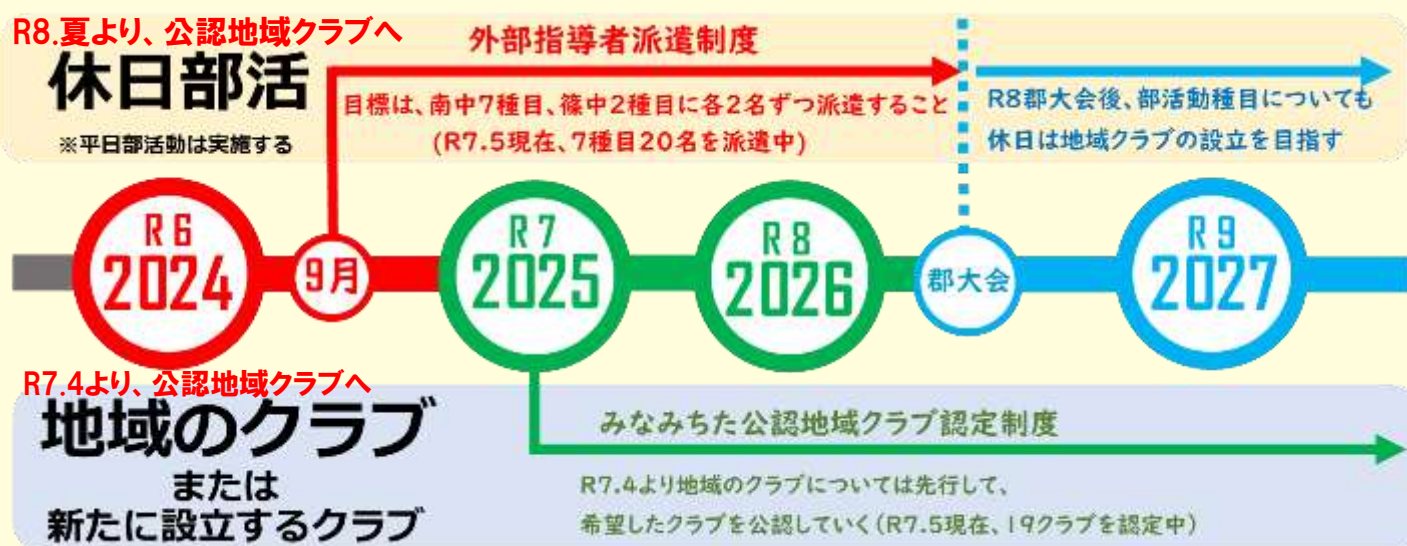 R8.夏より、公認地域クラブへ
休日部活
※平日部活動は実施する
外部指導者派遣制度
目標は、南中7種目、篠中2種目に各2名ずつ派遣すること
(R7.5現在、7種目20名を派遣中)
R8郡大会後、部活動種目についても
休日は地域クラブの設立を目指す
R6
2024
9月
R7
2025
R8
2026
郡大会
R9
2027
R7.4より、公認地域クラブへ
地域のクラブ
または
新たに設立するクラブ
みなみちた公認地域クラブ認定制度
R7.4より地域のクラブについては先行して、
希望したクラブを公認していく(R7.5現在、19クラブを認定中)